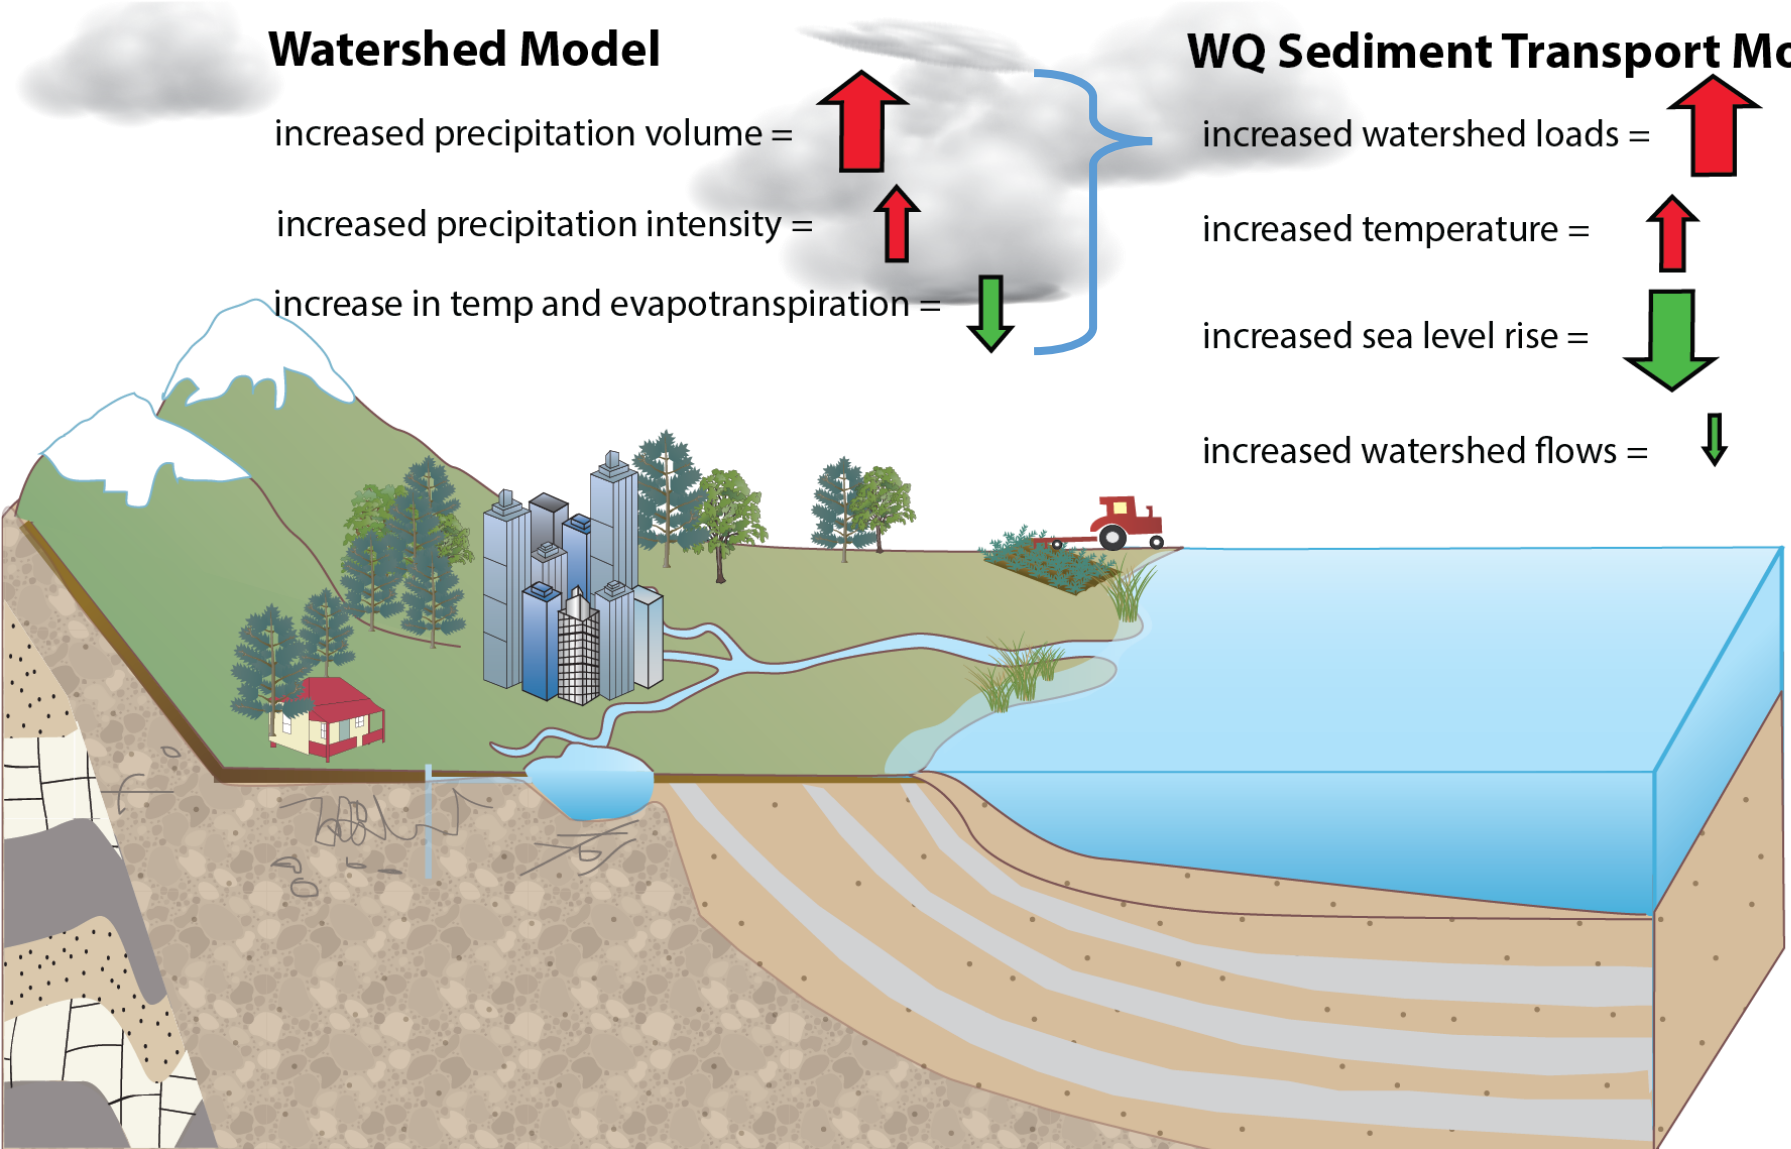 Watershed Model
increased precipitation volume =
increased precipitation intensity =
increase in temp and evapotranspiration =
WQ Sediment Transport Mo
increased watershed loads =
increased temperature =
increased sea level rise =
increased watershed flows =